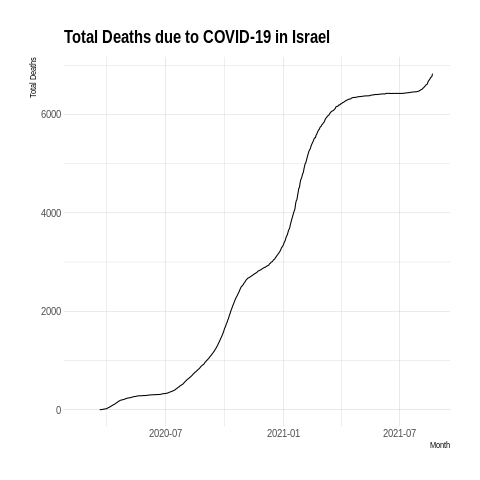 Total Deaths due to COVID-19 in Israel
Total Deaths
6000
4000
2000
0
2020-07 2021-01 2021-07
Month